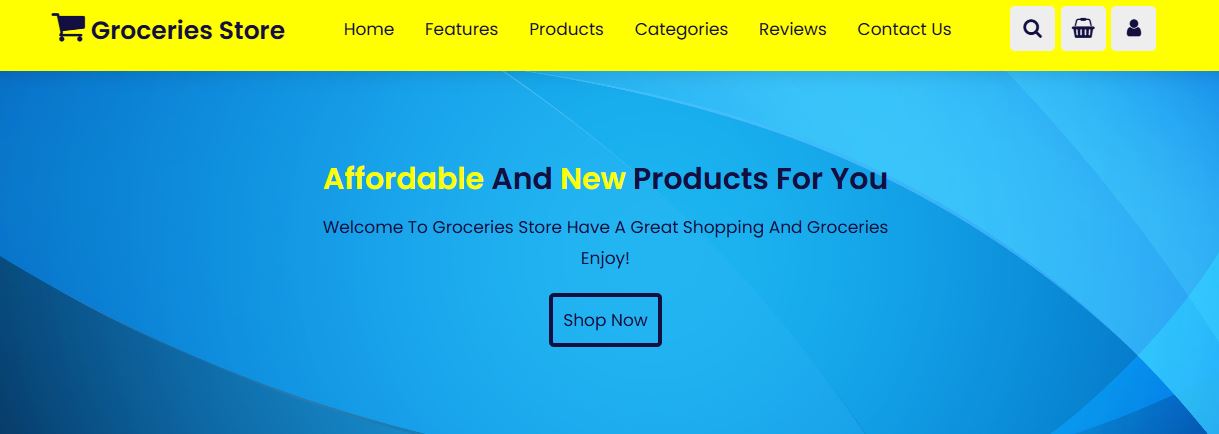 Groceries Store Home Features Products Categories Reviews Contact Us
Affordable And New Products For You
Welcome To Groceries Store Have A Great Shopping And Groceries
Enjoy!
Shop Now